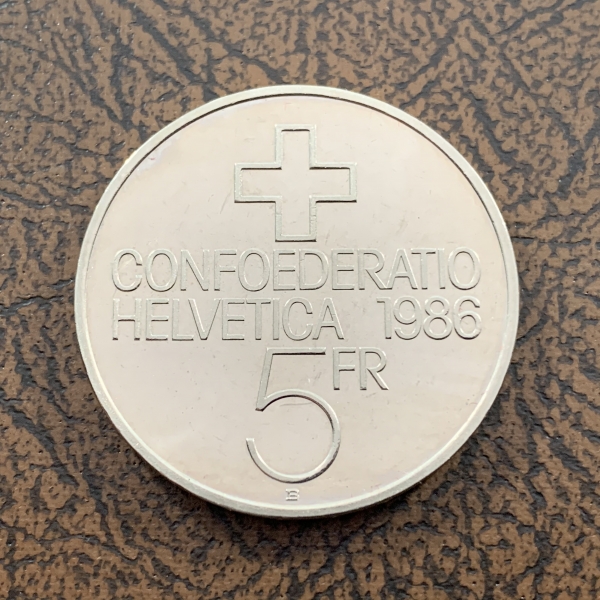 CONFOEDERATIO
HELVETICA 1986
5 FR
B